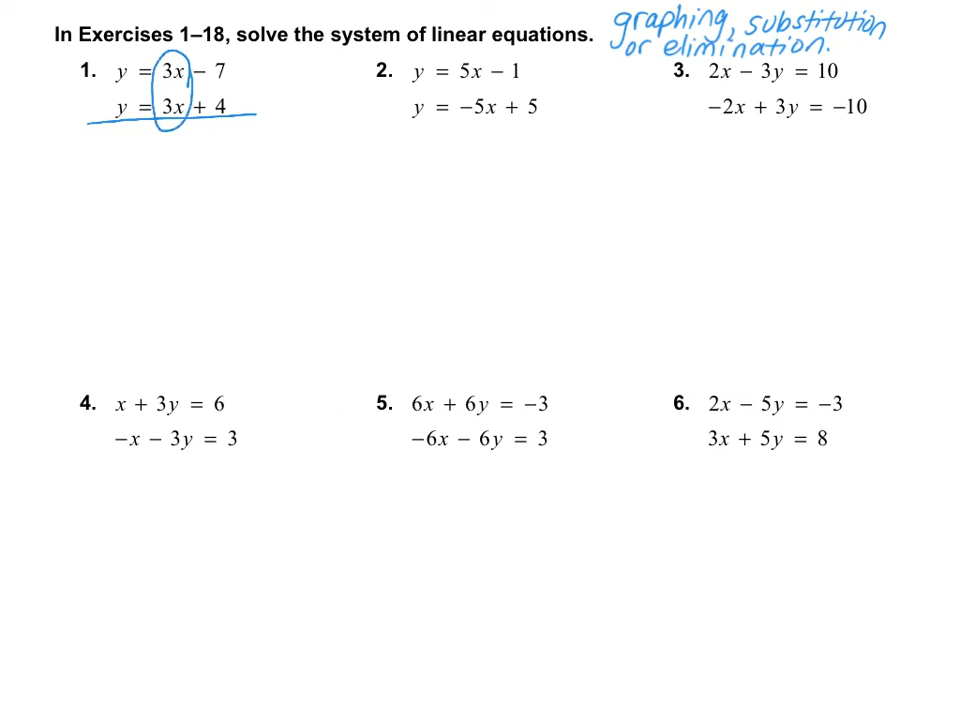 In Exercises 1–18, solve the system of linear equations. graphing, substitution
or elimination.
1. y = 3x − 7
y = 3x + 4
2. y = 5x − 1
y = −5x + 5
3. 2x − 3y = 10
−2x + 3y = −10
4. x + 3y = 6
−x − 3y = 3
5. 6x + 6y = −3
−6x − 6y = 3
6. 2x − 5y = −3
3x + 5y = 8